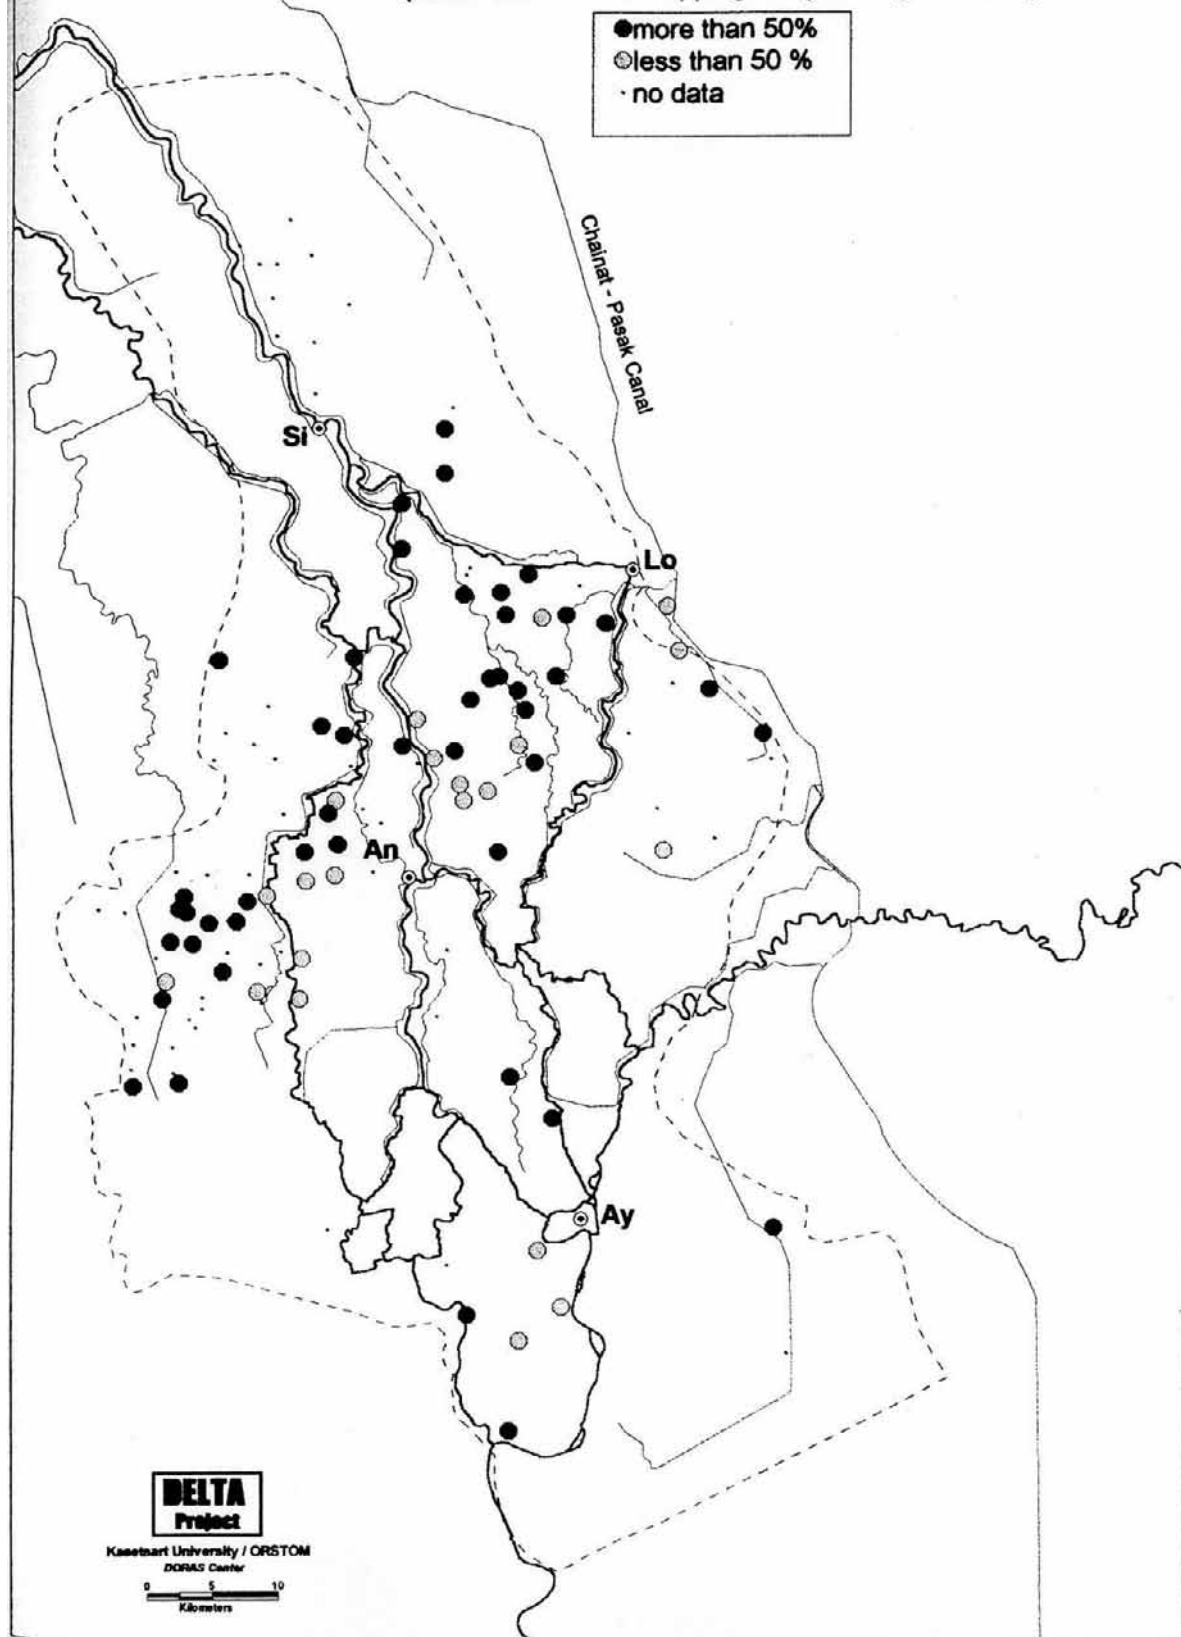 more than 50%
less than 50 %
no data
Chainat - Pasak Canal
Si
Lo
An
Ay
DELTA
Project
Kasetsart University / ORSTOM
DORAS Center
0 5 10
Kilometers